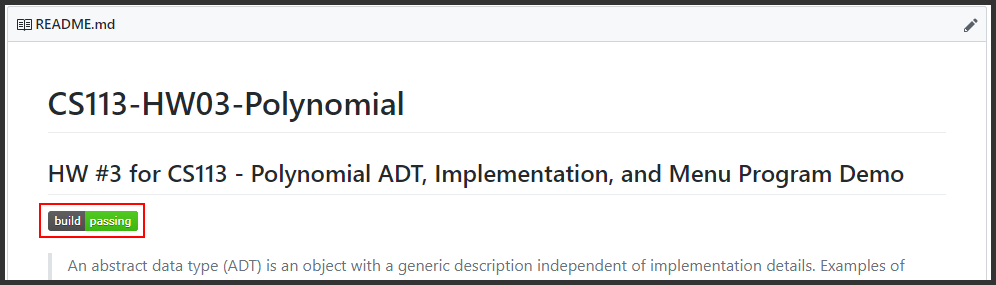 README.md
CS113-HW03-Polynomial
HW #3 for CS113 - Polynomial ADT, Implementation, and Menu Program Demo
build passing
An abstract data type (ADT) is an object with a generic description independent of implementation details. Examples of